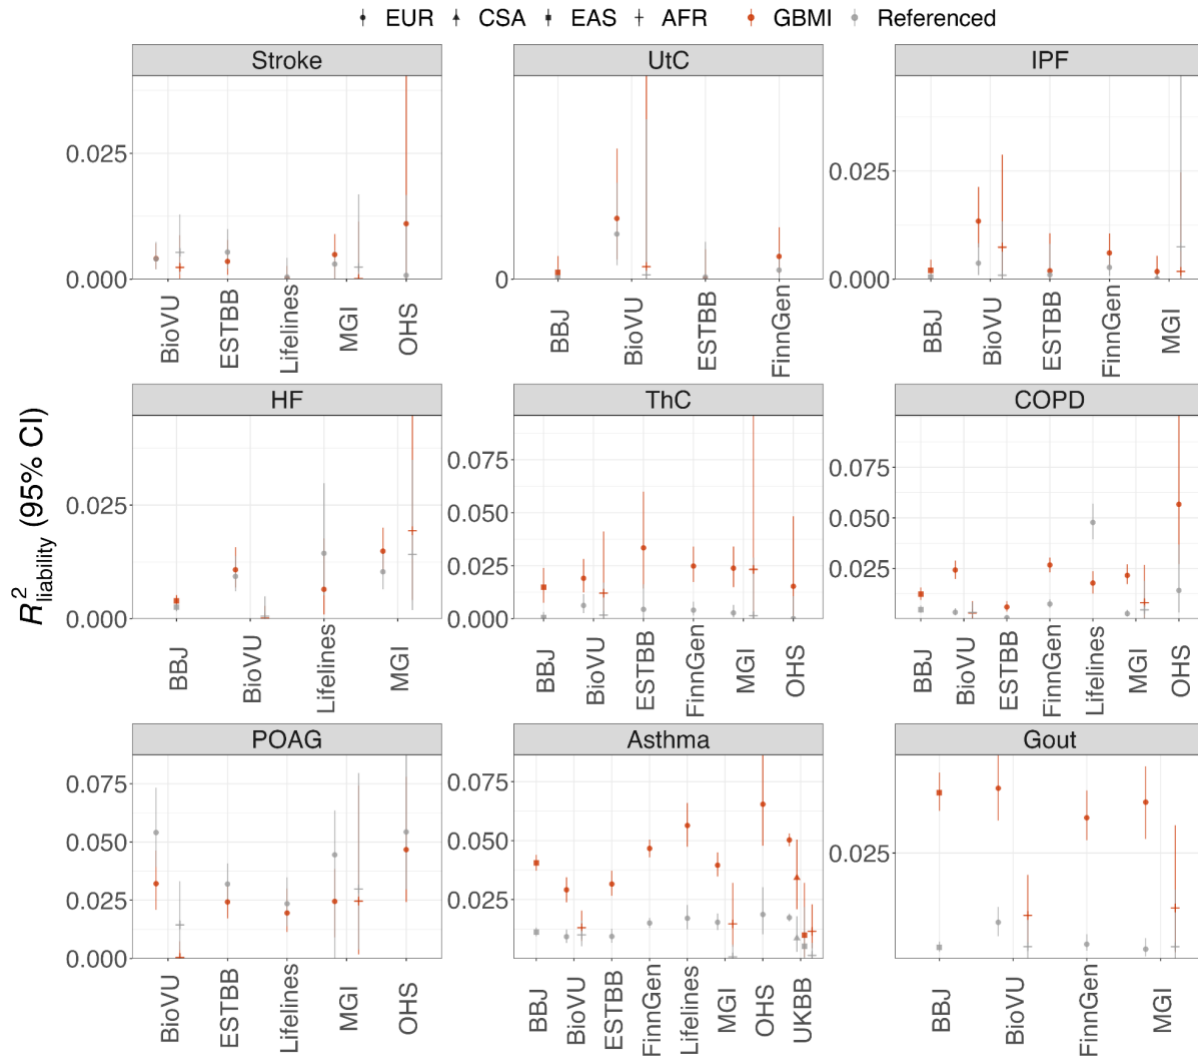 EUR CSA EAS AFR GBMI Referenced
Stroke UtC IPF
0.025
0.000
BioVU ESTBB Lifelines MGI OHS
0
BBJ BioVU ESTBB FinnGen
0.025
0.000
BBJ BioVU ESTBB FinnGen MGI
R²liability (95% CI)
HF ThC COPD
0.025
0.000
BBJ BioVU Lifelines MGI
0.075
0.050
0.025
0.000
BBJ BioVU ESTBB FinnGen MGI OHS
0.075
0.050
0.025
BBJ BioVU ESTBB FinnGen Lifelines MGI OHS
POAG Asthma Gout
0.075
0.050
0.025
0.000
BioVU ESTBB Lifelines MGI OHS
0.075
0.050
0.025
0.000
BBJ BioVU ESTBB FinnGen Lifelines MGI OHS UKBB
0.025
BBJ BioVU FinnGen MGI